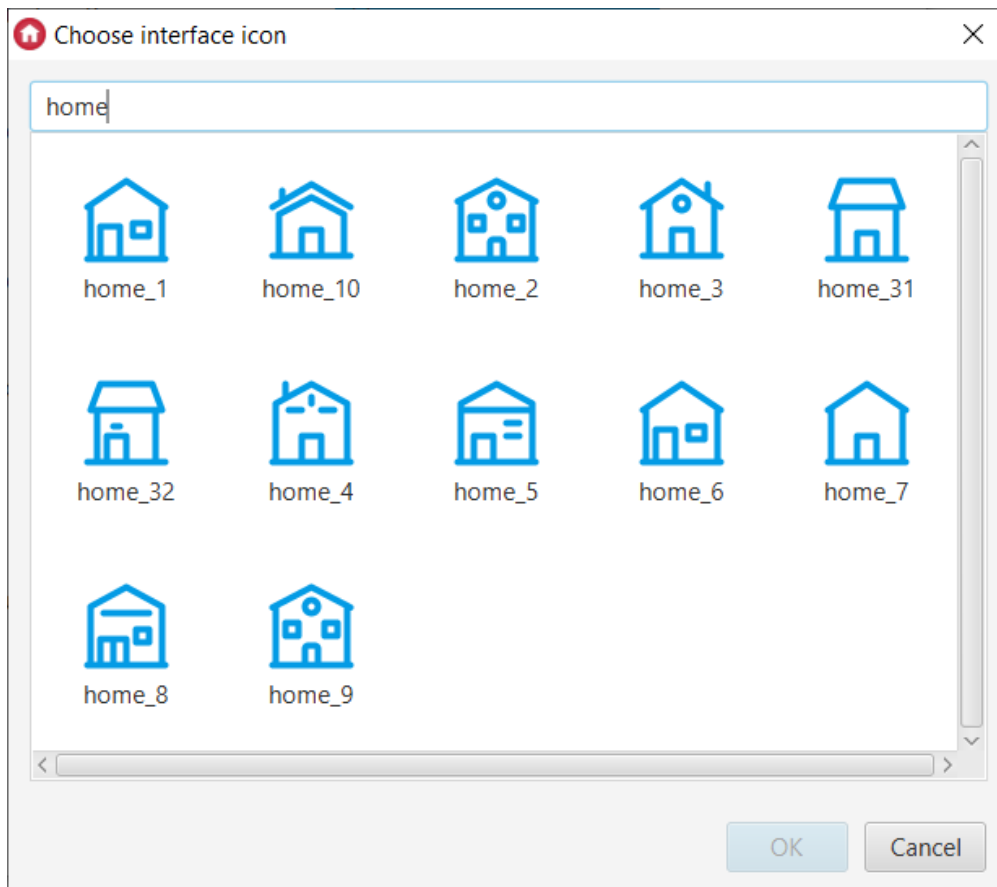 Choose interface icon
home
home_1 home_10 home_2 home_3 home_31
home_32 home_4 home_5 home_6 home_7
home_8 home_9
OK Cancel